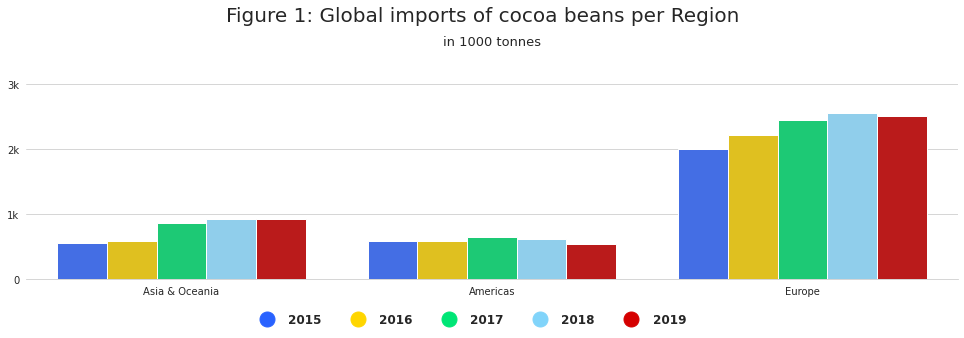 Figure 1: Global imports of cocoa beans per Region
in 1000 tonnes
3k
2k
1k
0
Asia & Oceania Americas Europe
2015 2016 2017 2018 2019